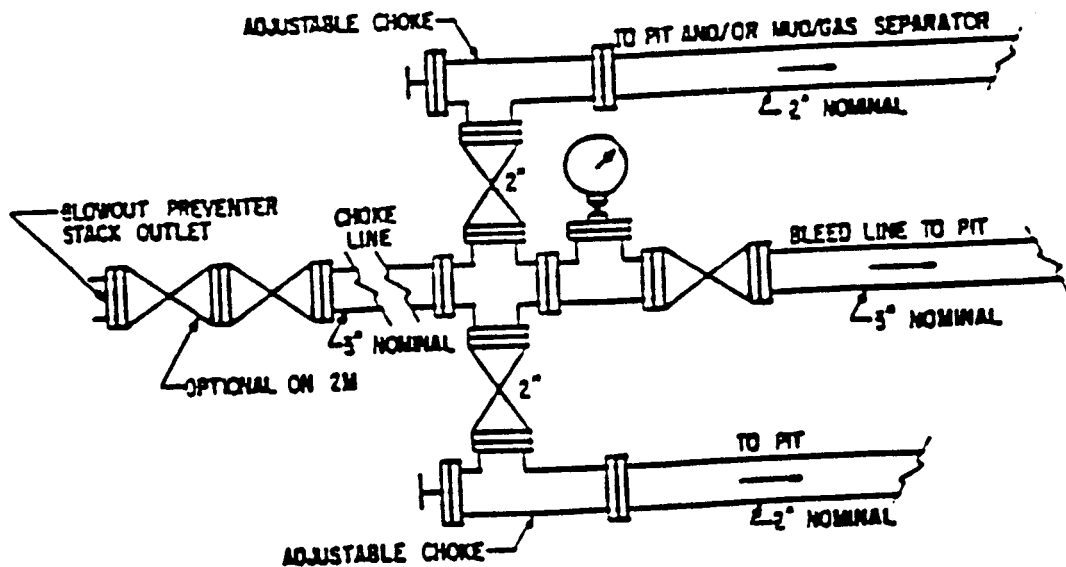 ADJUSTABLE CHOKE
TO PIT AND/OR MUD/GAS SEPARATOR
2" NOMINAL
2"
BLOWOUT PREVENTER
STACK OUTLET
CHOKE
LINE
BLEED LINE TO PIT
3" NOMINAL
3" NOMINAL
OPTIONAL ON 2M
2"
TO PIT
2" NOMINAL
ADJUSTABLE CHOKE